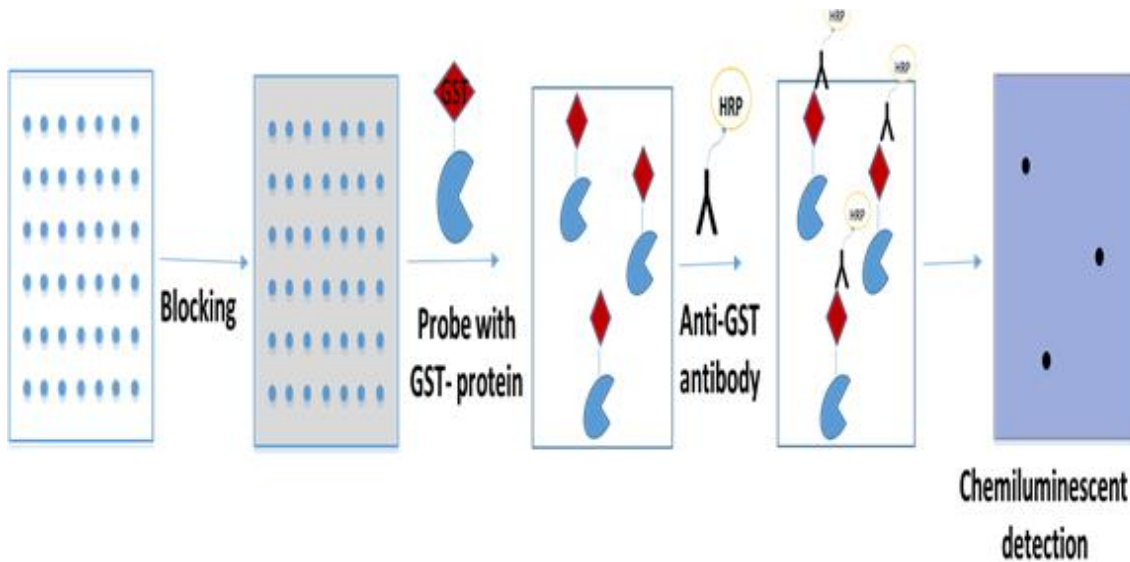 HRP
HRP
GST
HRP
HRP
Blocking
Probe with
GST- protein
Anti-GST
antibody
Chemiluminescent
detection